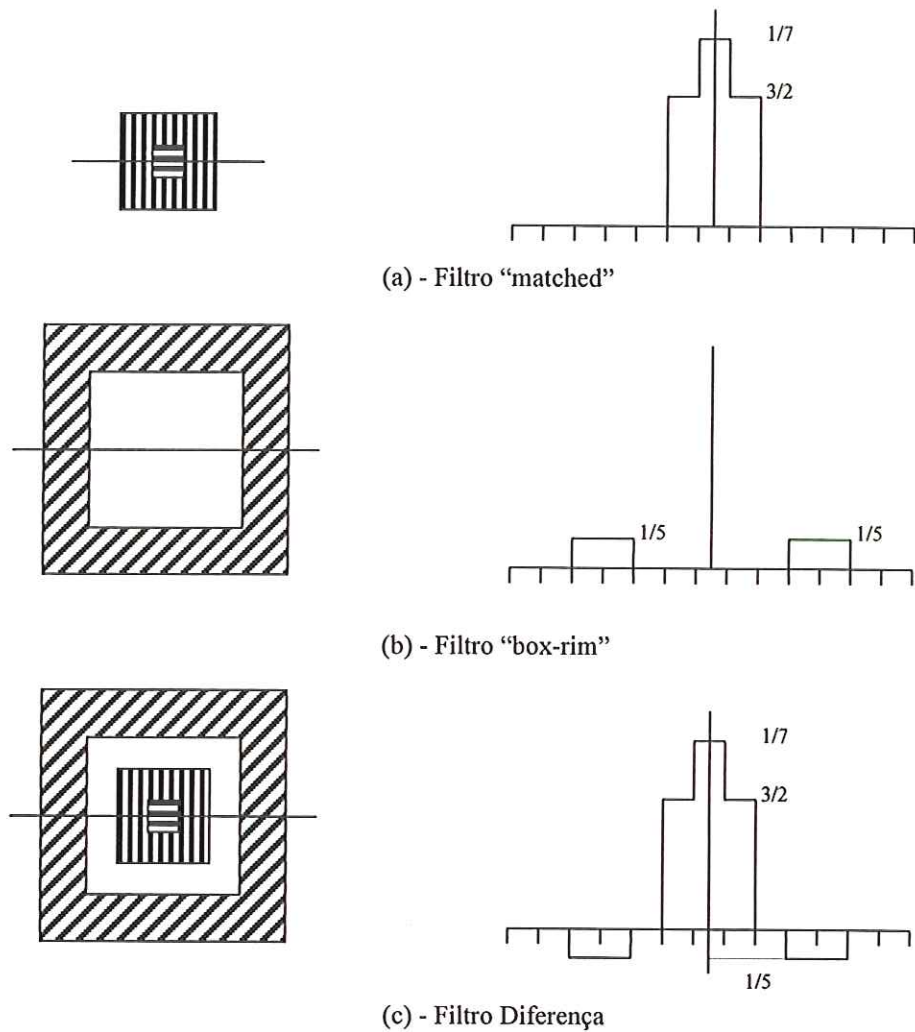 1/7
3/2
(a) - Filtro “matched”
1/5 1/5
(b) - Filtro “box-rim”
1/7
3/2
1/5
(c) - Filtro Diferença